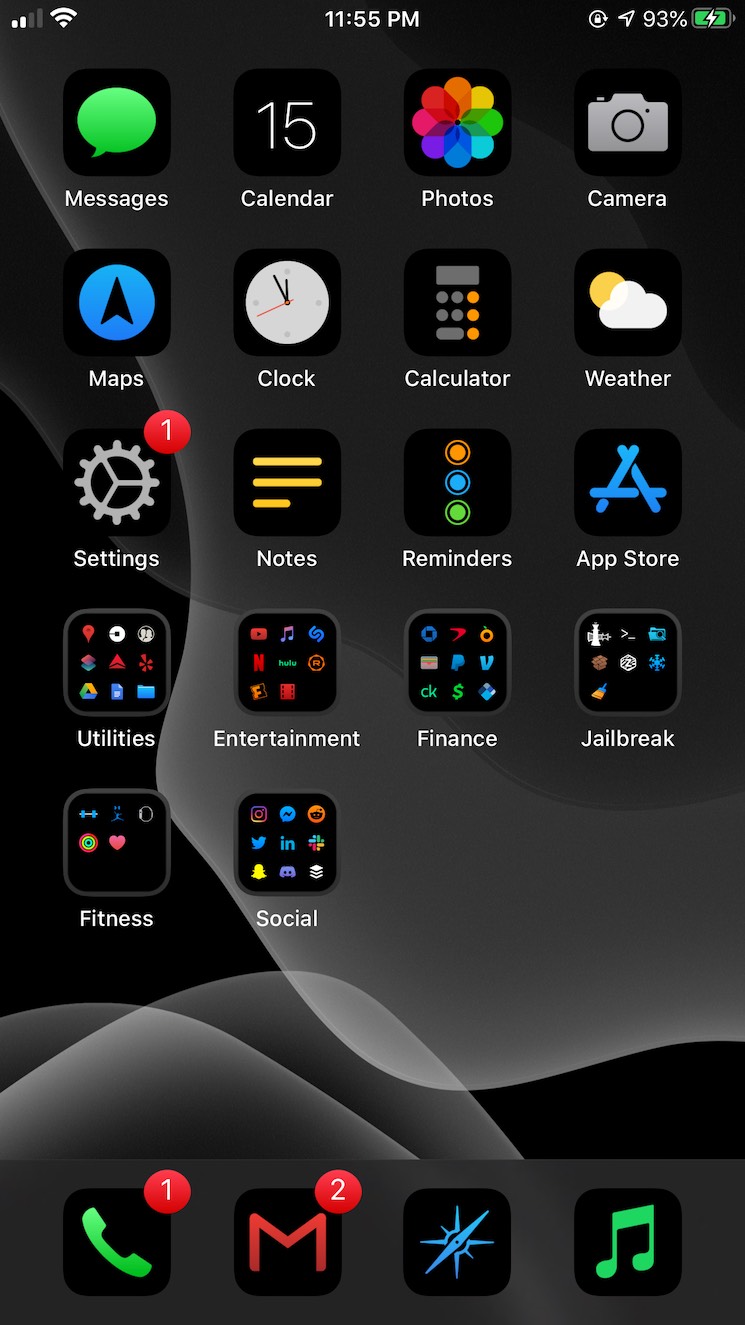 11:55 PM
93%
15
Messages
Calendar
Photos
Camera
Maps
Clock
Calculator
Weather
1
Settings
Notes
Reminders
App Store
hulu
N
R
F
ck
$
>_
Z
Utilities
Entertainment
Finance
Jailbreak
in
Fitness
Social
1
2